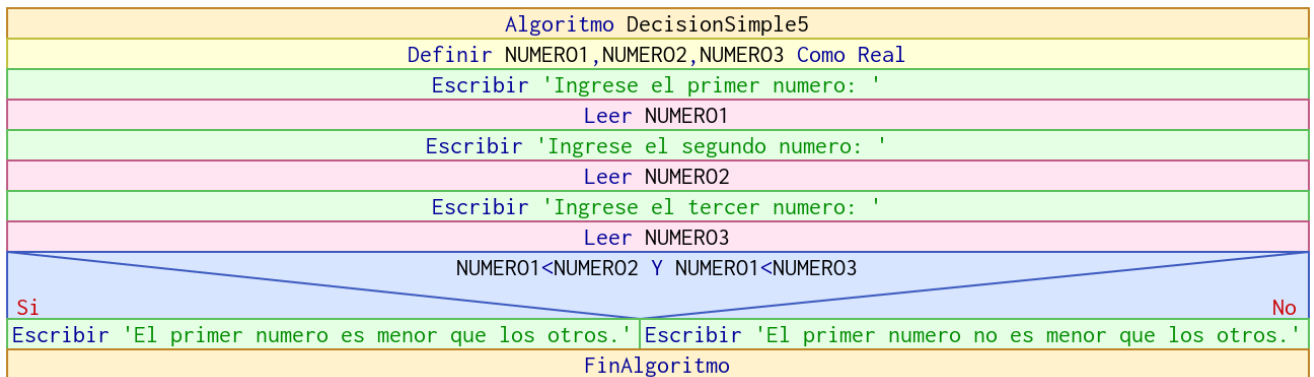 Algoritmo DecisionSimple5
Definir NUMERO1,NUMERO2,NUMERO3 Como Real
Escribir 'Ingrese el primer numero: '
Leer NUMERO1
Escribir 'Ingrese el segundo numero: '
Leer NUMERO2
Escribir 'Ingrese el tercer numero: '
Leer NUMERO3
NUMERO1<NUMERO2 Y NUMERO1<NUMERO3
Si No
Escribir 'El primer numero es menor que los otros.' Escribir 'El primer numero no es menor que los otros.'
FinAlgoritmo